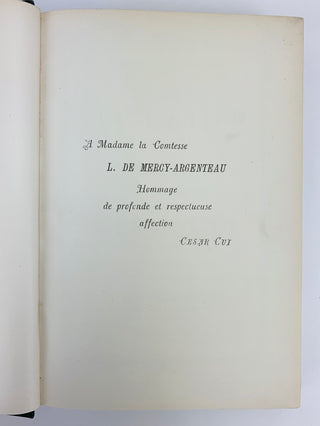 A Madame la Comtesse
L. DE MERCY-ARGENTEAU
Hommage
de profonde et respectueuse
affection
CESAR CUI